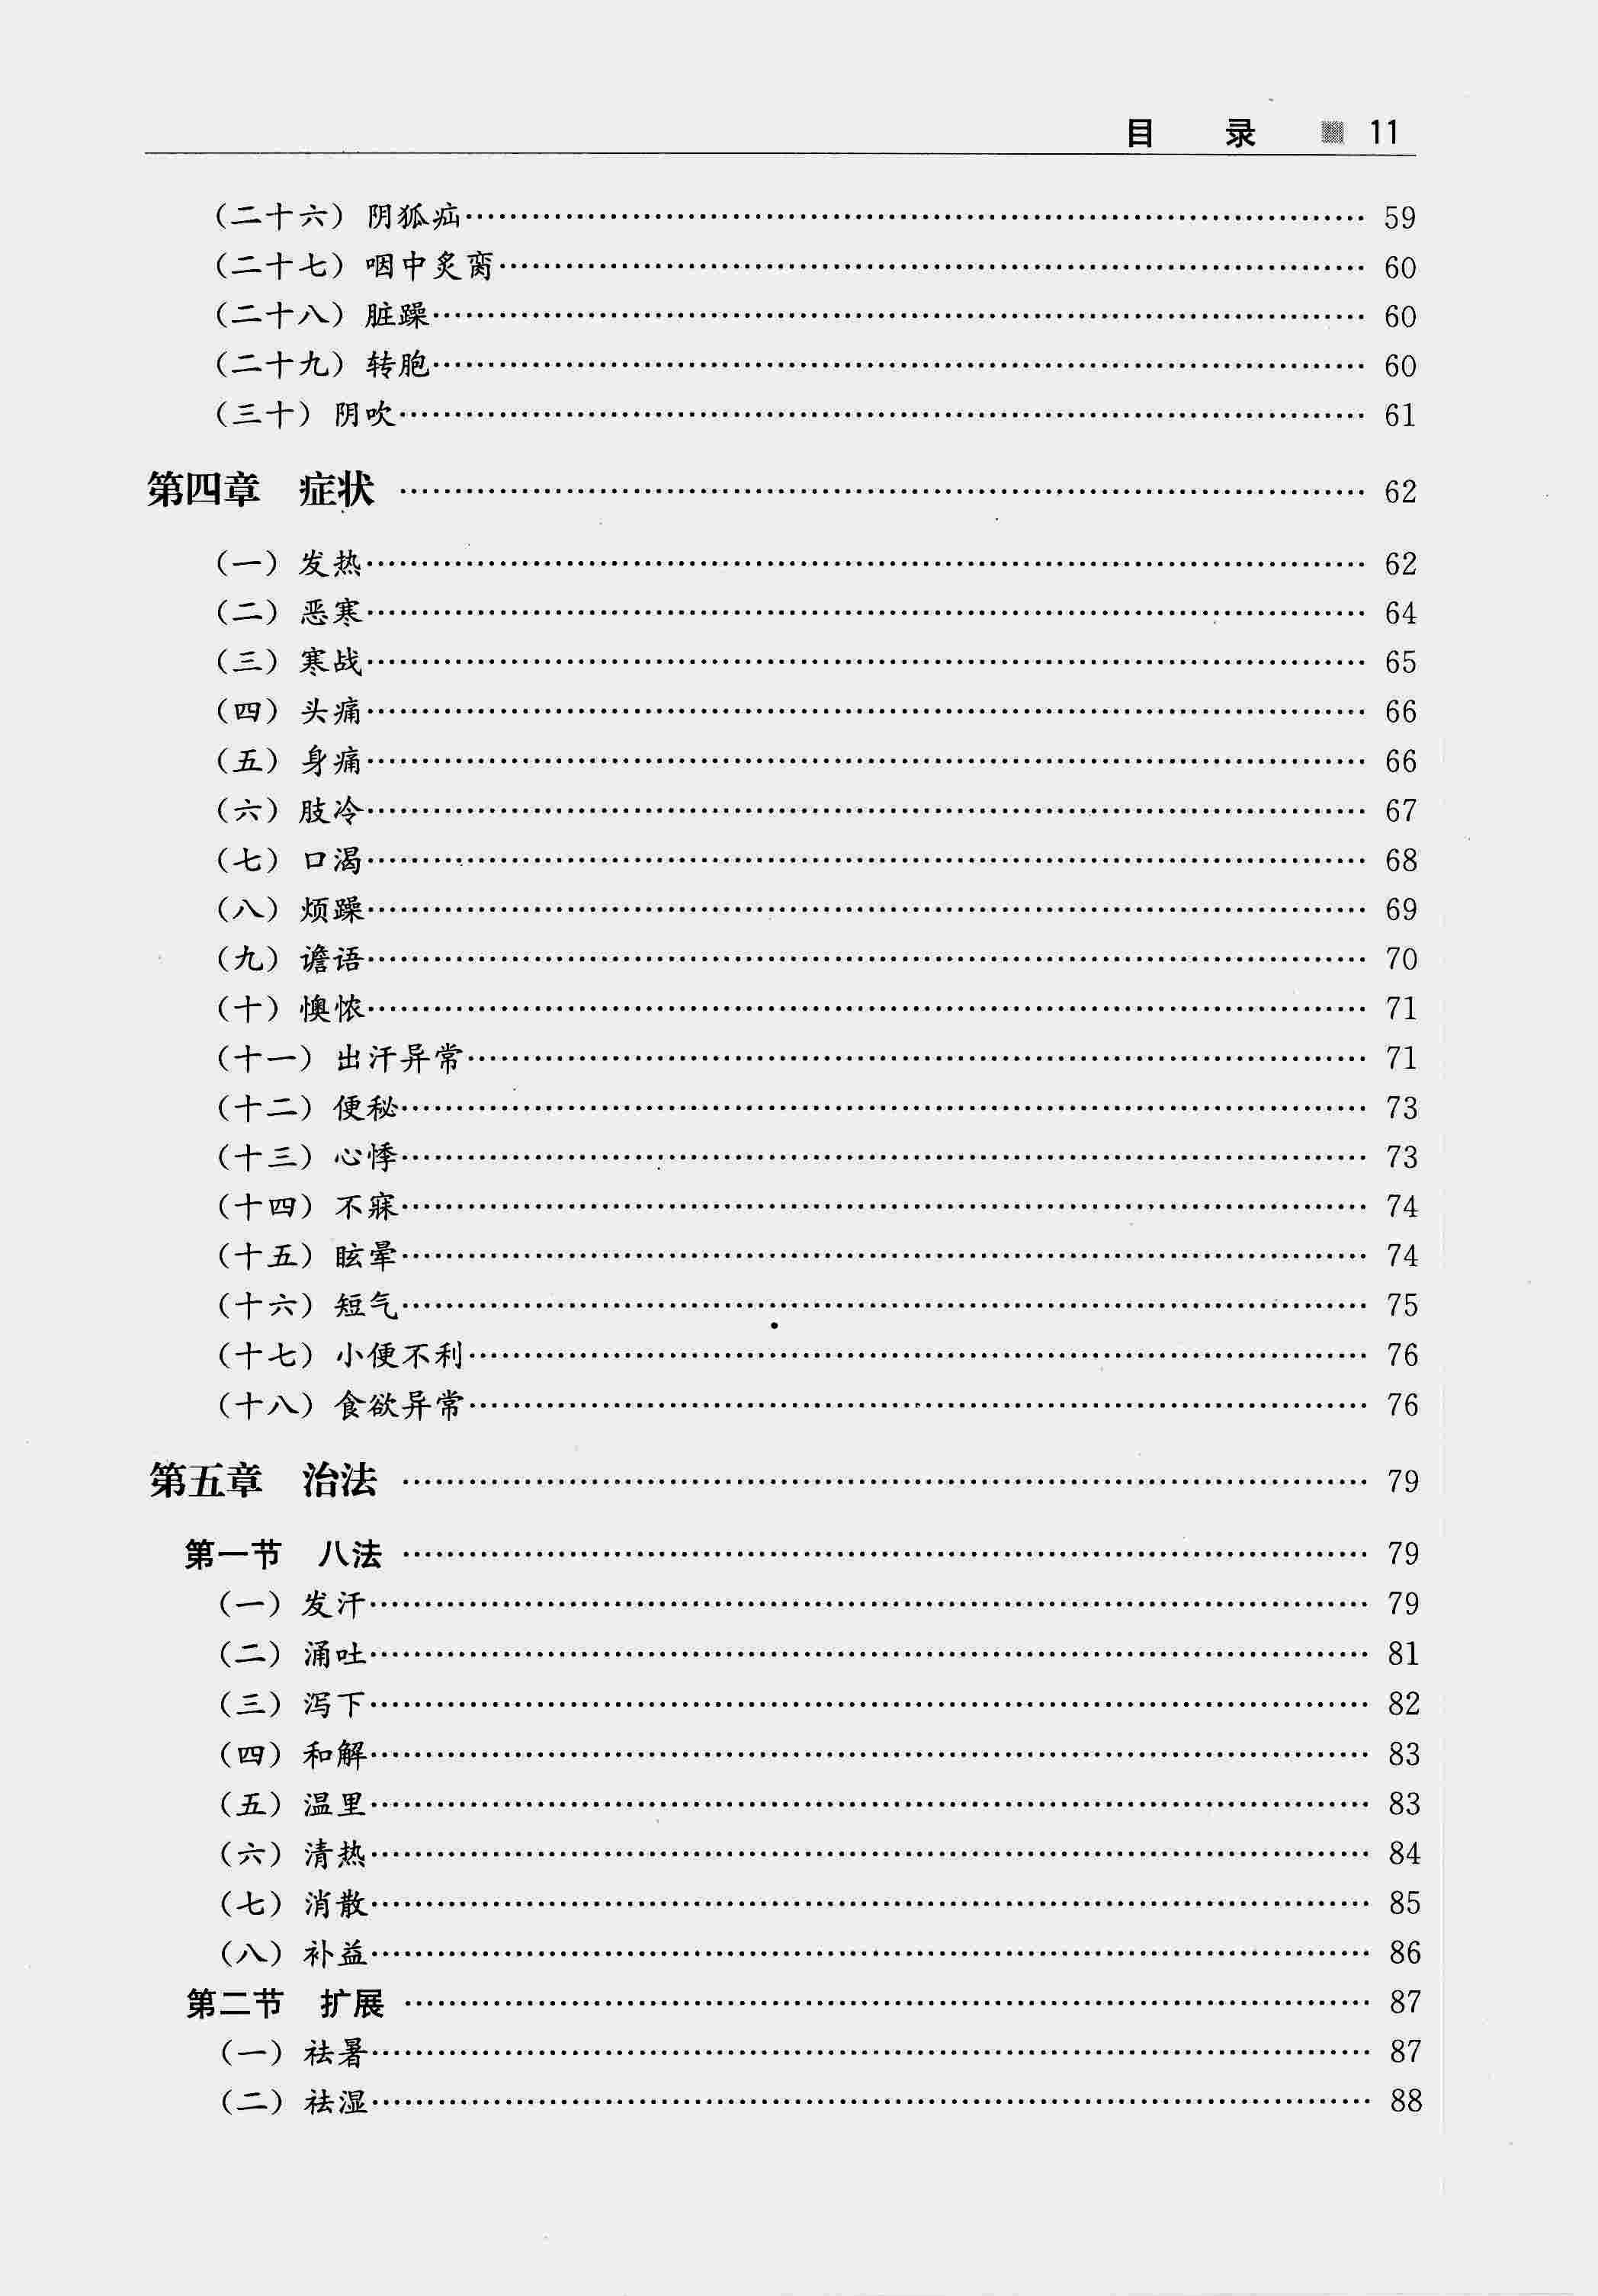 目 录 11
（二十六）阴狐疝…… 59
（二十七）咽中炙脔…… 60
（二十八）脏躁…… 60
（二十九）转胞…… 60
（三十）阴吹…… 61
第四章 症状…… 62
（一）发热…… 62
（二）恶寒…… 64
（三）寒战…… 65
（四）头痛…… 66
（五）身痛…… 66
（六）肢冷…… 67
（七）口渴…… 68
（八）烦躁…… 69
（九）谵语…… 70
（十）懊憹…… 71
（十一）出汗异常…… 71
（十二）便秘…… 73
（十三）心悸…… 73
（十四）不寐…… 74
（十五）眩晕…… 74
（十六）短气…… 75
（十七）小便不利…… 76
（十八）食欲异常…… 76
第五章 治法…… 79
第一节 八法…… 79
（一）发汗…… 79
（二）涌吐…… 81
（三）泻下…… 82
（四）和解…… 83
（五）温里…… 83
（六）清热…… 84
（七）消散…… 85
（八）补益…… 86
第二节 扩展…… 87
（一）祛暑…… 87
（二）祛湿…… 88